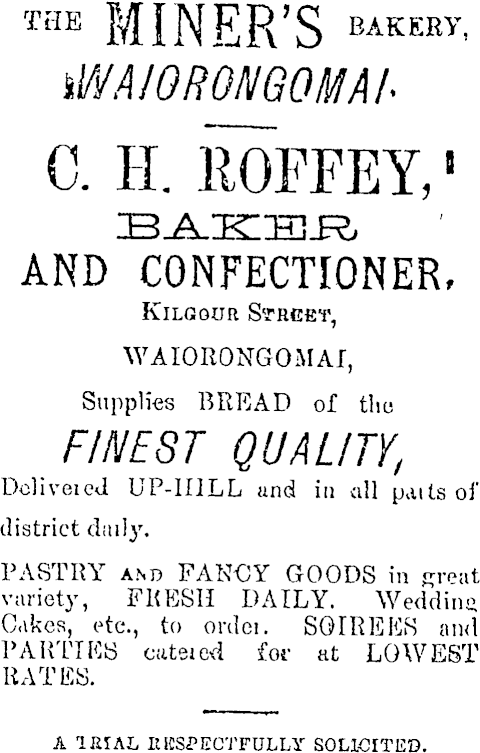 THE MINER'S BAKERY,
WAIORONGOMAI.
C. H. ROFFEY,
BAKER
AND CONFECTIONER,
KILGOUR STREET,
WAIORONGOMAI,
Supplies BREAD of the
FINEST QUALITY,
Delivered UP-HILL and in all parts of
district daily.
PASTRY AND FANCY GOODS in great
variety, FRESH DAILY. Wedding
Cakes, etc., to order. SOIREES and
PARTIES catered for at LOWEST
RATES.
A TRIAL RESPECTFULLY SOLICITED.